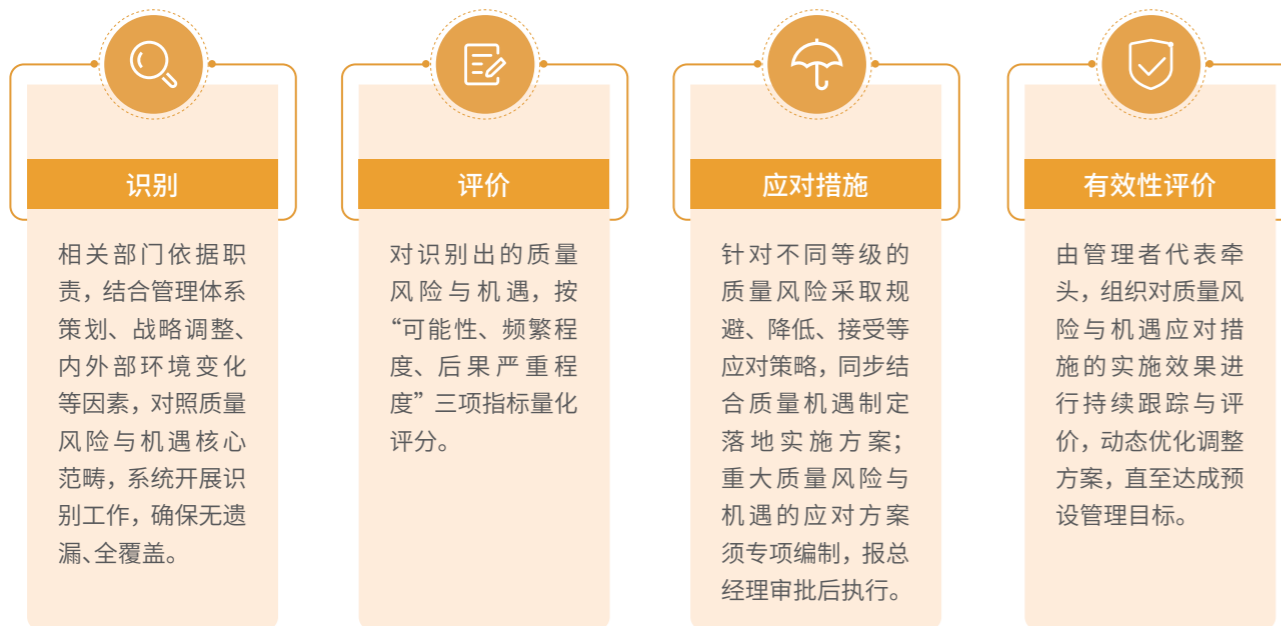 识别
相关部门依据职
责，结合管理体系
策划、战略调整、
内外部环境变化
等因素，对照质量
风险与机遇核心
范畴，系统开展识
别工作，确保无遗
漏、全覆盖。
评价
对识别出的质量
风险与机遇，按
“可能性、频繁程
度、后果严重程
度”三项指标量化
评分。
应对措施
针对不同等级的
质量风险采取规
避、降低、接受等
应对策略，同步结
合质量机遇制定
落地实施方案；
重大质量风险与
机遇的应对方案
须专项编制，报总
经理审批后执行。
有效性评价
由管理者代表牵
头，组织对质量风
险与机遇应对措
施的实施效果进
行持续跟踪与评
价，动态优化调整
方案，直至达成预
设管理目标。